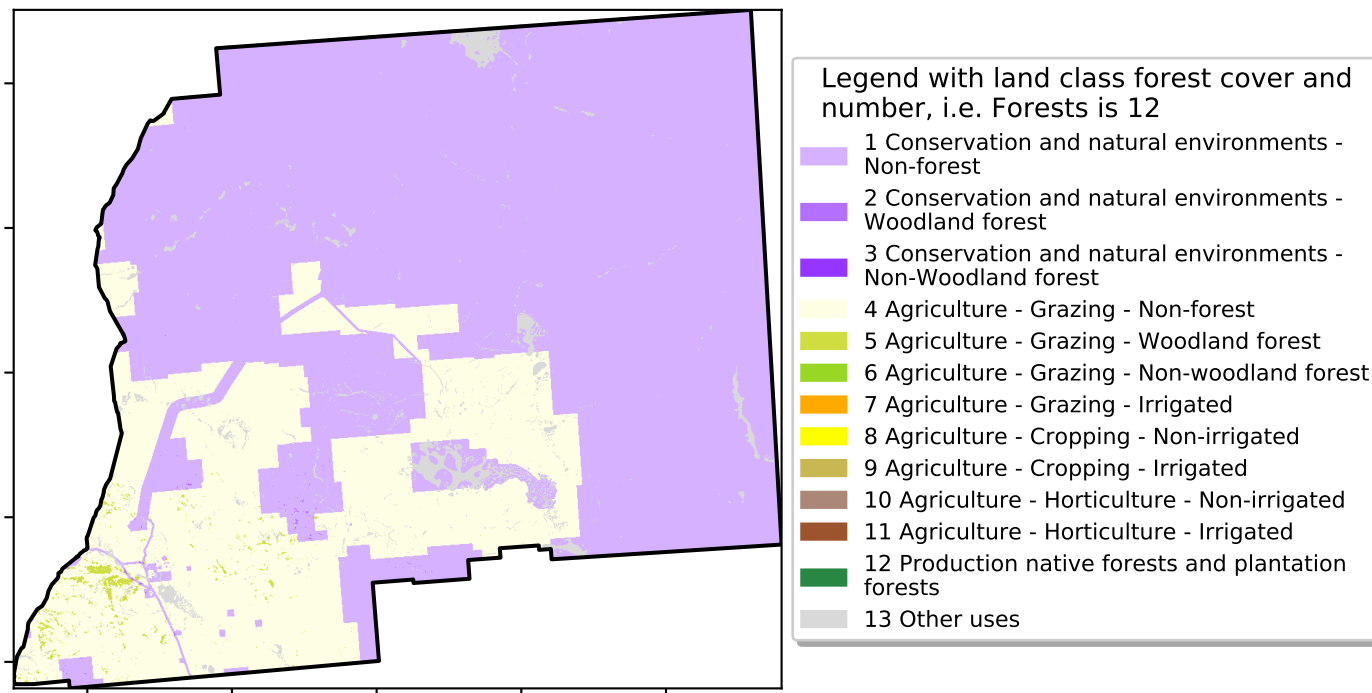 Legend with land class forest cover and
number, i.e. Forests is 12
1 Conservation and natural environments -
Non-forest
2 Conservation and natural environments -
Woodland forest
3 Conservation and natural environments -
Non-Woodland forest
4 Agriculture - Grazing - Non-forest
5 Agriculture - Grazing - Woodland forest
6 Agriculture - Grazing - Non-woodland forest
7 Agriculture - Grazing - Irrigated
8 Agriculture - Cropping - Non-irrigated
9 Agriculture - Cropping - Irrigated
10 Agriculture - Horticulture - Non-irrigated
11 Agriculture - Horticulture - Irrigated
12 Production native forests and plantation
forests
13 Other uses